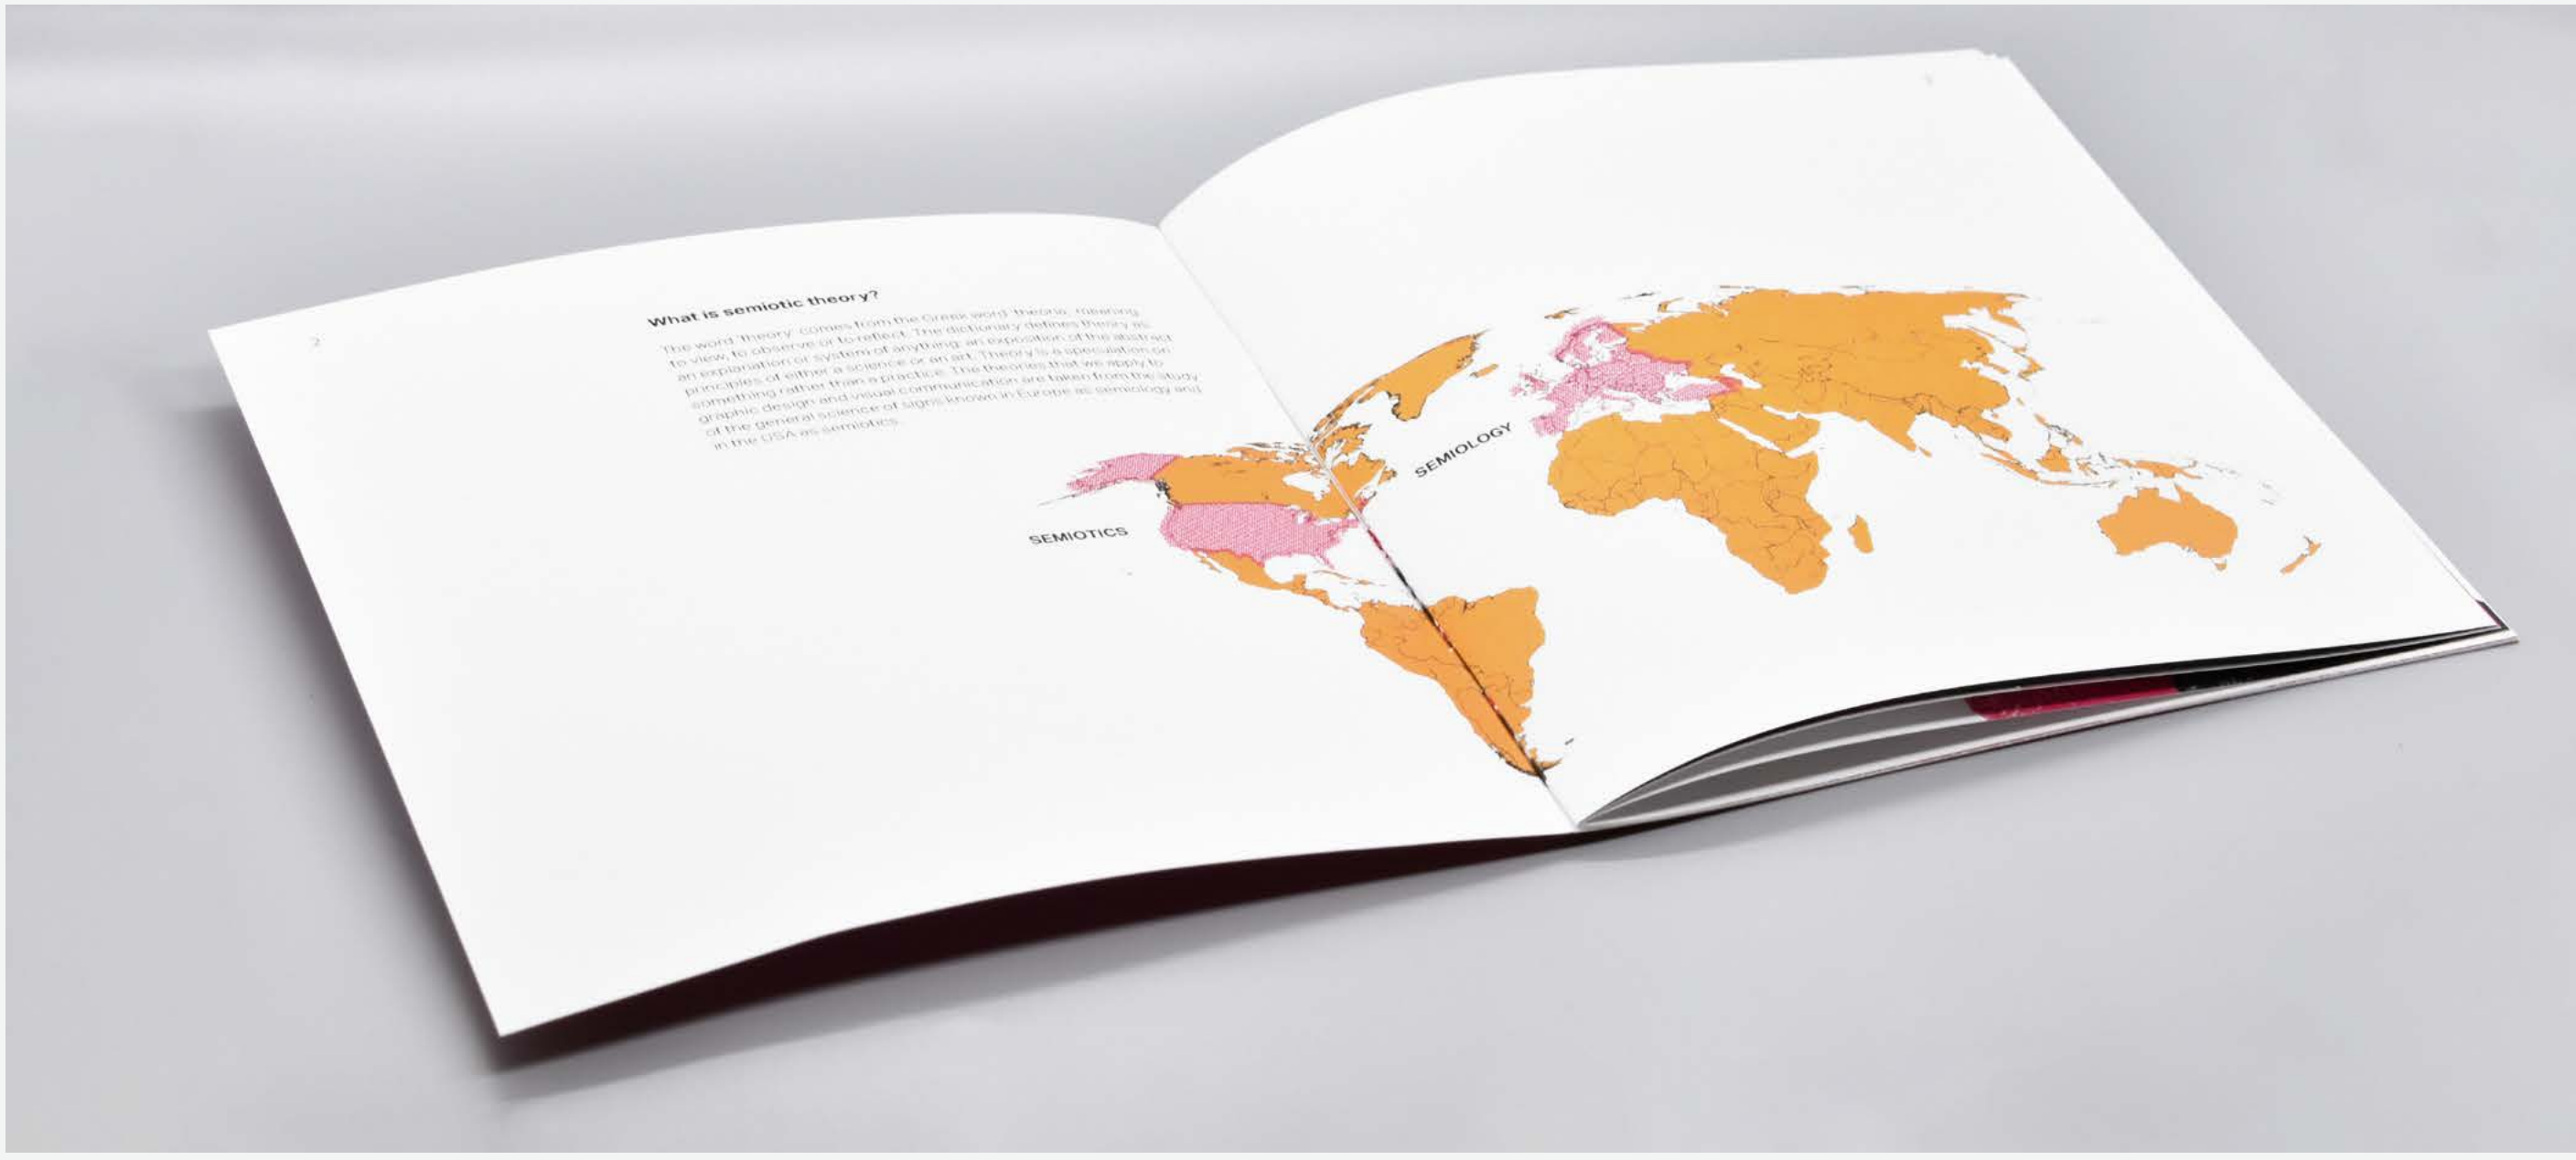 2
What is semiotic theory?
The word 'theory' comes from the Greek word 'theoria', meaning
to view, to observe or to reflect. The dictionary defines theory as
an explanation or system of anything: an exposition of the abstract
principles of either a science or an art. Theory is a speculation on
something rather than a practice. The theories that we apply to
graphic design and visual communication are taken from the study
of the general science of signs known in Europe as semiology and
in the USA as semiotics.
SEMIOTICS
SEMIOLOGY